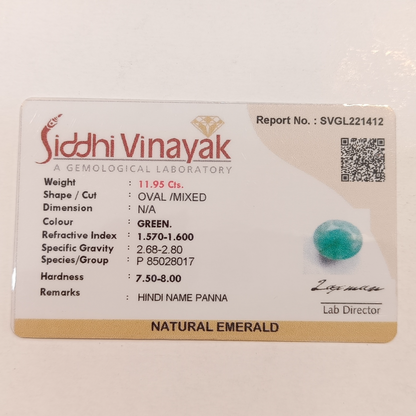 Report No. : SVGL221412
Siddhi Vinayak
A GEMOLOGICAL LABORATORY
Weight : 11.95 Cts.
Shape / Cut : OVAL /MIXED
Dimension : N/A
Colour : GREEN.
Refractive Index : 1.570-1.600
Specific Gravity : 2.68-2.80
Species/Group : P 85028017
Hardness : 7.50-8.00
Remarks : HINDI NAME PANNA
Lab Director
NATURAL EMERALD